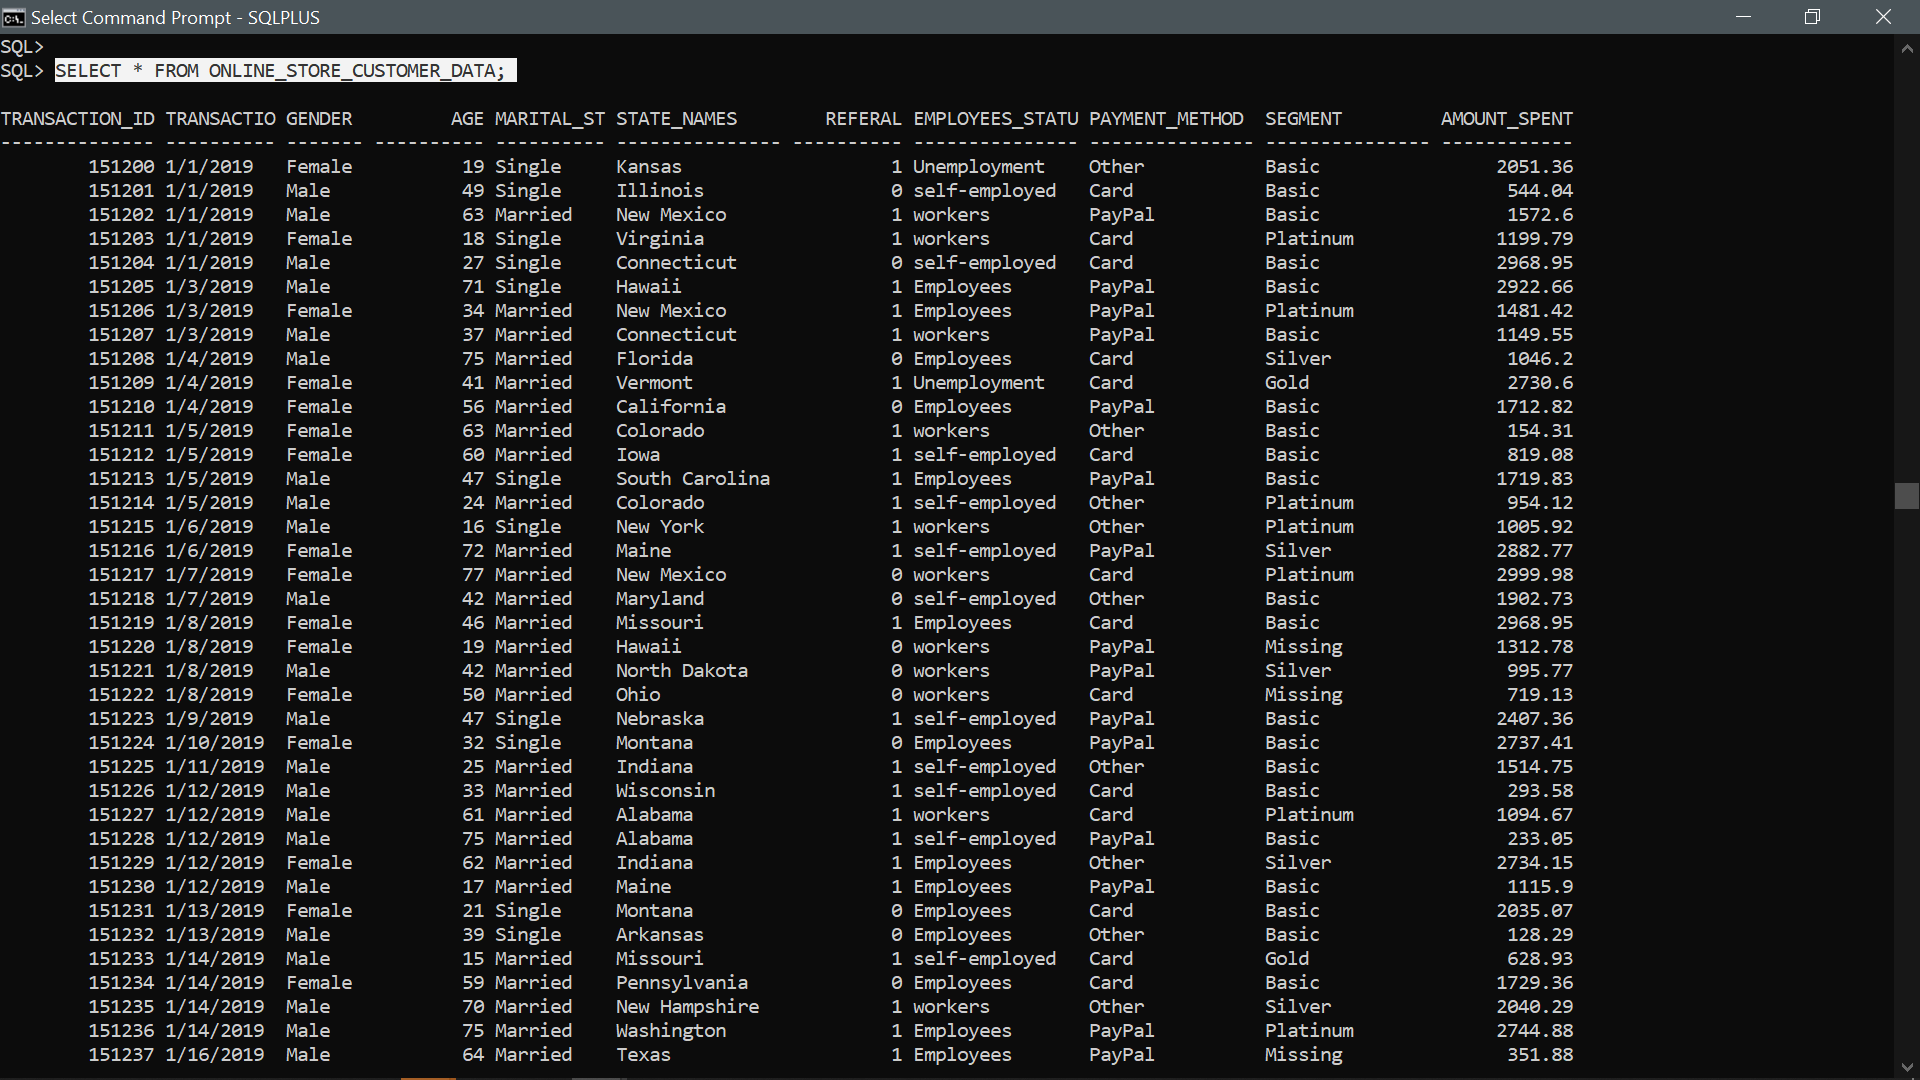 Select Command Prompt - SQLPLUS
SQL>
SQL> SELECT * FROM ONLINE_STORE_CUSTOMER_DATA;
TRANSACTION_ID TRANSACTIO GENDER         AGE MARITAL_ST STATE_NAMES        REFERAL EMPLOYEES_STATU PAYMENT_METHOD  SEGMENT         AMOUNT_SPENT
-------------- ---------- ------- ---------- ---------- --------------- ---------- --------------- --------------- --------------- ------------
151200 1/1/2019 Female 19 Single Kansas 1 Unemployment Other Basic 2051.36
151201 1/1/2019 Male 49 Single Illinois 0 self-employed Card Basic 544.04
151202 1/1/2019 Male 63 Married New Mexico 1 workers PayPal Basic 1572.6
151203 1/1/2019 Female 18 Single Virginia 1 workers Card Platinum 1199.79
151204 1/1/2019 Male 27 Single Connecticut 0 self-employed Card Basic 2968.95
151205 1/3/2019 Male 71 Single Hawaii 1 Employees PayPal Basic 2922.66
151206 1/3/2019 Female 34 Married New Mexico 1 Employees PayPal Platinum 1481.42
151207 1/3/2019 Male 37 Married Connecticut 1 workers PayPal Basic 1149.55
151208 1/4/2019 Male 75 Married Florida 0 Employees Card Silver 1046.2
151209 1/4/2019 Female 41 Married Vermont 1 Unemployment Card Gold 2730.6
151210 1/4/2019 Female 56 Married California 0 Employees PayPal Basic 1712.82
151211 1/5/2019 Female 63 Married Colorado 1 workers Other Basic 154.31
151212 1/5/2019 Female 60 Married Iowa 1 self-employed Card Basic 819.08
151213 1/5/2019 Male 47 Single South Carolina 1 Employees PayPal Basic 1719.83
151214 1/5/2019 Male 24 Married Colorado 1 self-employed Other Platinum 954.12
151215 1/6/2019 Male 16 Single New York 1 workers Other Platinum 1005.92
151216 1/6/2019 Female 72 Married Maine 1 self-employed PayPal Silver 2882.77
151217 1/7/2019 Female 77 Married New Mexico 0 workers Card Platinum 2999.98
151218 1/7/2019 Male 42 Married Maryland 0 self-employed Other Basic 1902.73
151219 1/8/2019 Female 46 Married Missouri 1 Employees Card Basic 2968.95
151220 1/8/2019 Female 19 Married Hawaii 0 workers PayPal Missing 1312.78
151221 1/8/2019 Male 42 Married North Dakota 0 workers PayPal Silver 995.77
151222 1/8/2019 Female 50 Married Ohio 0 workers Card Missing 719.13
151223 1/9/2019 Male 47 Single Nebraska 1 self-employed PayPal Basic 2407.36
151224 1/10/2019 Female 32 Single Montana 0 Employees PayPal Basic 2737.41
151225 1/11/2019 Male 25 Married Indiana 1 self-employed Other Basic 1514.75
151226 1/12/2019 Male 33 Married Wisconsin 1 self-employed Card Basic 293.58
151227 1/12/2019 Male 61 Married Alabama 1 workers Card Platinum 1094.67
151228 1/12/2019 Male 75 Married Alabama 1 self-employed PayPal Basic 233.05
151229 1/12/2019 Female 62 Married Indiana 1 Employees Other Silver 2734.15
151230 1/12/2019 Male 17 Married Maine 1 Employees PayPal Basic 1115.9
151231 1/13/2019 Female 21 Single Montana 0 Employees Card Basic 2035.07
151232 1/13/2019 Male 39 Single Arkansas 0 Employees Other Basic 128.29
151233 1/14/2019 Male 15 Married Missouri 1 self-employed Card Gold 628.93
151234 1/14/2019 Female 59 Married Pennsylvania 0 Employees Card Basic 1729.36
151235 1/14/2019 Male 70 Married New Hampshire 1 workers Other Silver 2040.29
151236 1/14/2019 Male 75 Married Washington 1 Employees PayPal Platinum 2744.88
151237 1/16/2019 Male 64 Married Texas 1 Employees PayPal Missing 351.88